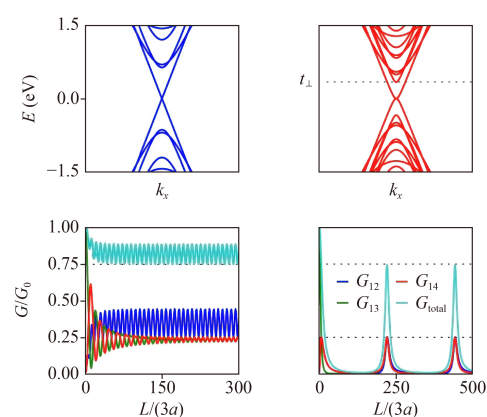 1.5
0.0
−1.5
E (eV)
k_x
t_⊥
k_x
1.00
0.75
0.50
0.25
0
G/G_0
0
150
300
L/(3a)
G_12
G_14
G_13
G_total
0
250
500
L/(3a)